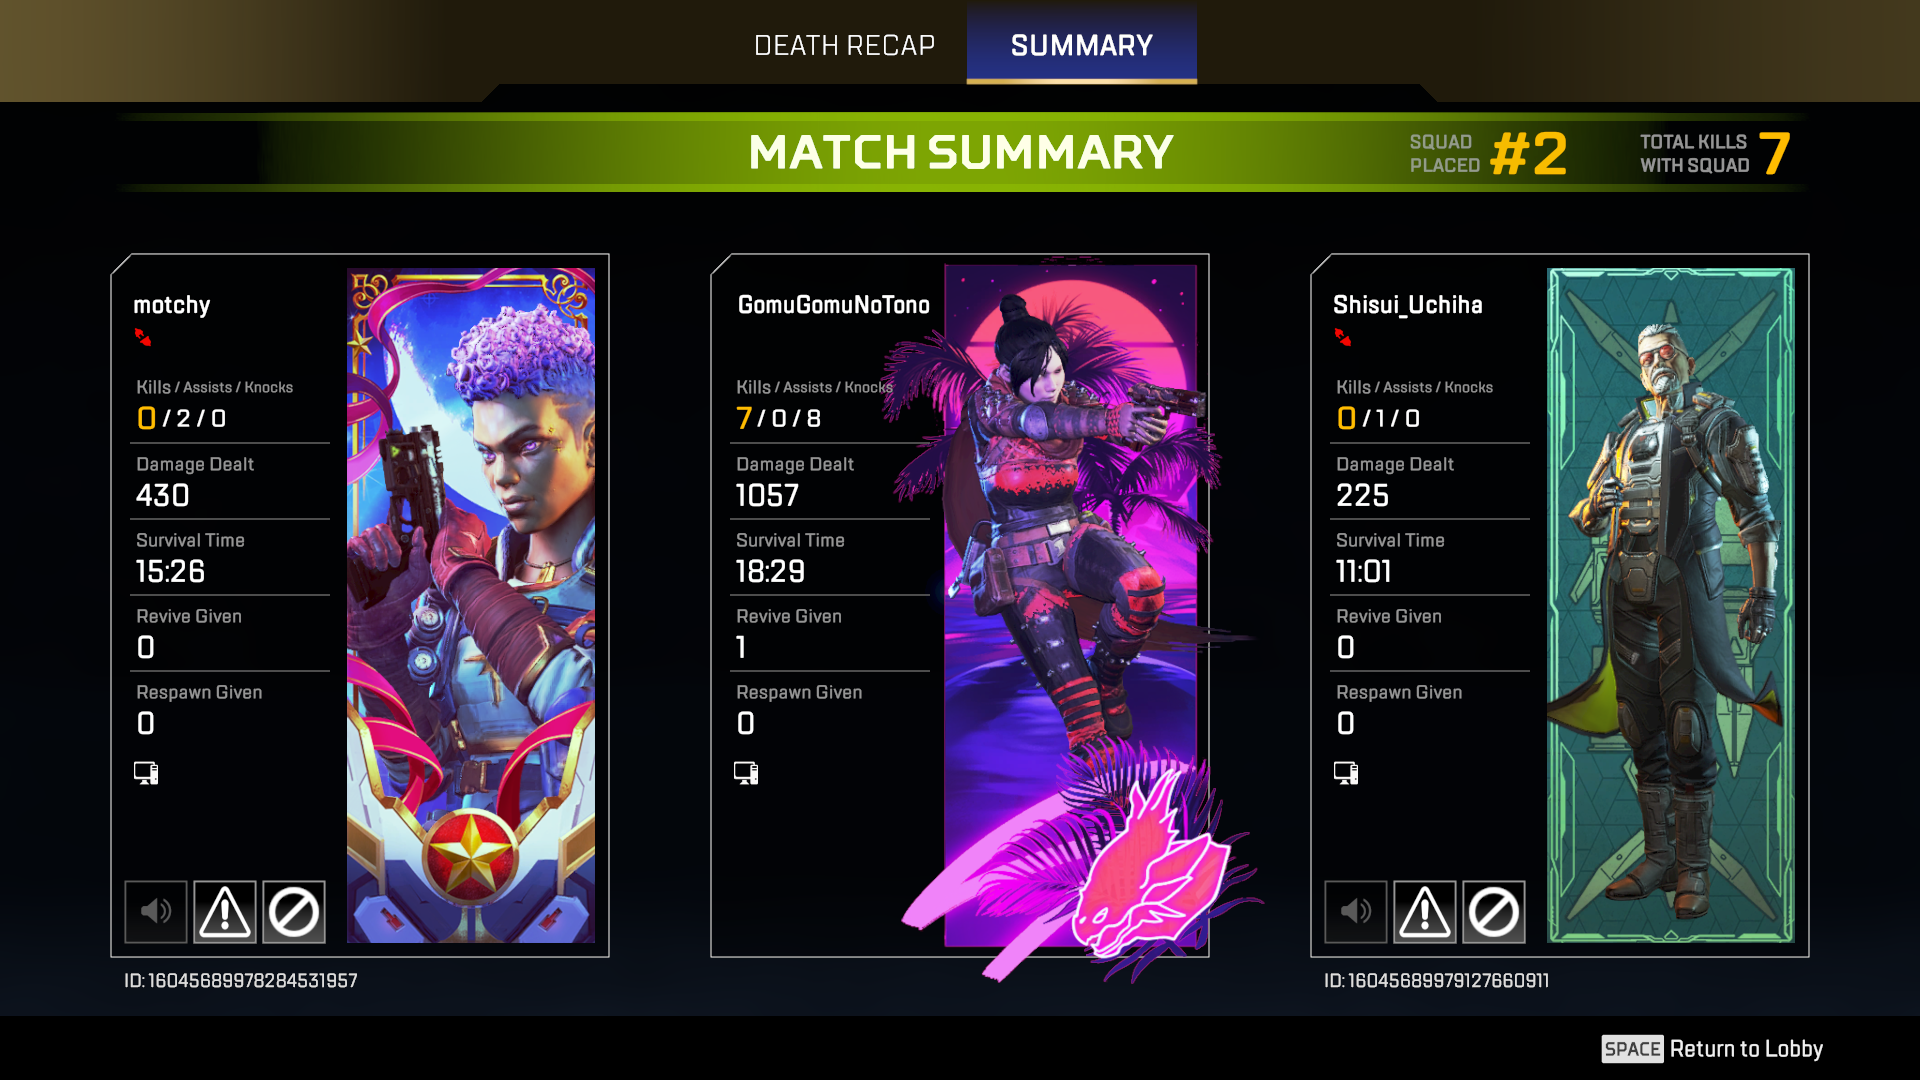 DEATH RECAP
SUMMARY
MATCH SUMMARY
SQUAD PLACED #2
TOTAL KILLS WITH SQUAD 7
motchy
Kills / Assists / Knocks
0 / 2 / 0
Damage Dealt
430
Survival Time
15:26
Revive Given
0
Respawn Given
0
ID: 16045689978284531957
GomuGomuNoTono
Kills / Assists / Knocks
7 / 0 / 8
Damage Dealt
1057
Survival Time
18:29
Revive Given
1
Respawn Given
0
Shisui_Uchiha
Kills / Assists / Knocks
0 / 1 / 0
Damage Dealt
225
Survival Time
11:01
Revive Given
0
Respawn Given
0
ID: 16045689979127660911
SPACE Return to Lobby